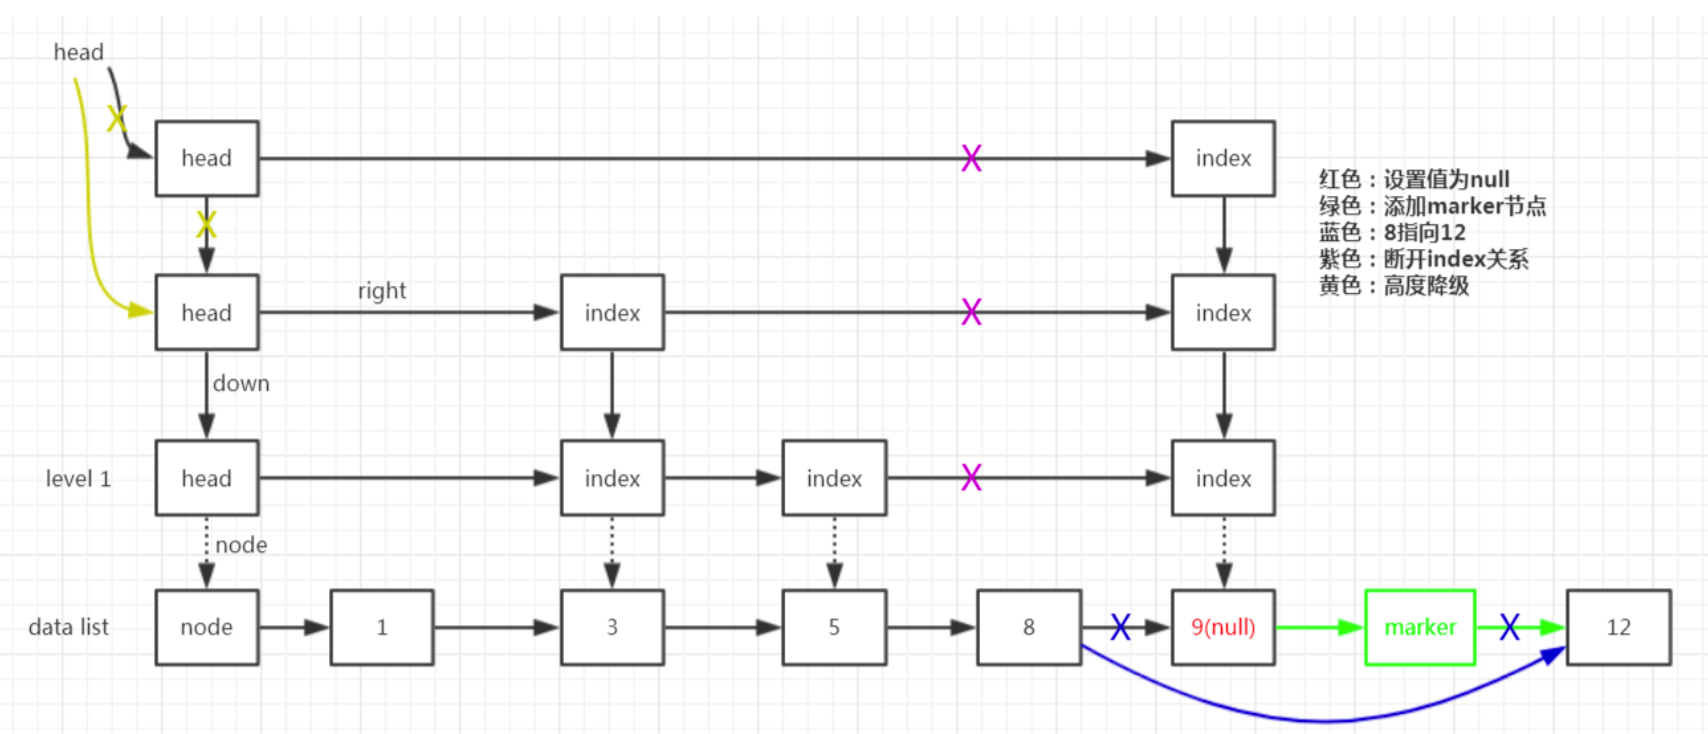 head
head
index
红色：设置值为null
绿色：添加marker节点
蓝色：8指向12
紫色：断开index关系
黄色：高度降级
X
X
X
head
right
index
X
index
down
level 1
head
index
index
X
index
node
data list
node
1
3
5
8
X
9(null)
marker
X
12